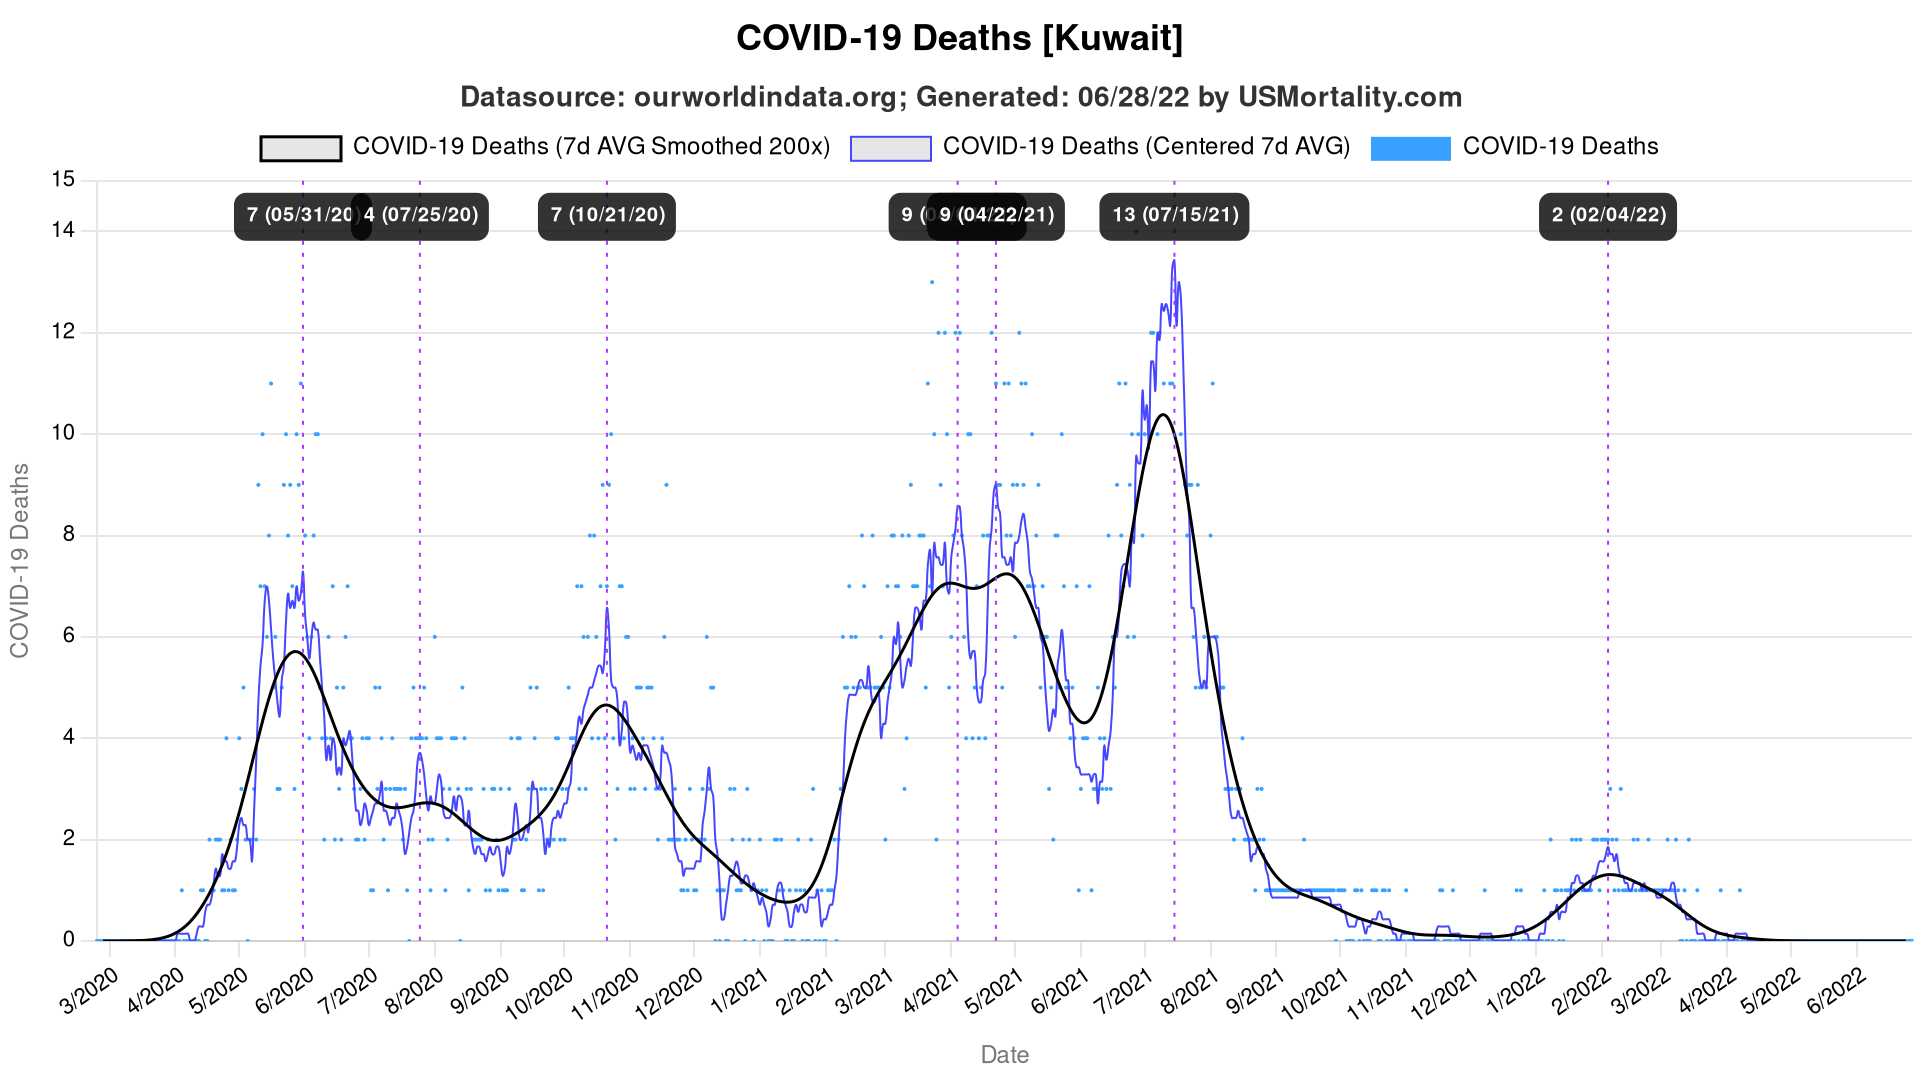 COVID-19 Deaths [Kuwait]
Datasource: ourworldindata.org; Generated: 06/28/22 by USMortality.com
COVID-19 Deaths (7d AVG Smoothed 200x) COVID-19 Deaths (Centered 7d AVG) COVID-19 Deaths
15
7 (05/31/20) 4 (07/25/20) 7 (10/21/20) 9 9 (04/22/21) 13 (07/15/21) 2 (02/04/22)
14
12
10
8
6
4
2
0
COVID-19 Deaths
3/2020 4/2020 5/2020 6/2020 7/2020 8/2020 9/2020 10/2020 11/2020 12/2020 1/2021 2/2021 3/2021 4/2021 5/2021 6/2021 7/2021 8/2021 9/2021 10/2021 11/2021 12/2021 1/2022 2/2022 3/2022 4/2022 5/2022 6/2022
Date